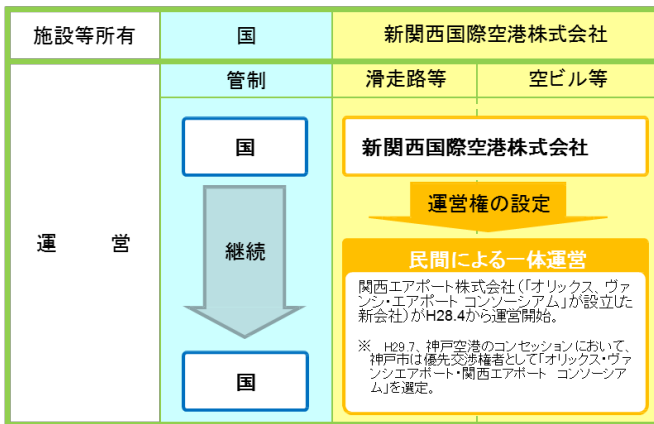 施設等所有
国
新関西国際空港株式会社
管制
滑走路等
空ビル等
運　　営
国
新関西国際空港株式会社
継続
運営権の設定
国
民間による一体運営
関西エアポート株式会社(「オリックス、ヴァ
ンシ・エアポート コンソーシアム」が設立した
新会社)がH28.4から運営開始。
※　H29.7、神戸空港のコンセッションにおいて、
神戸市は優先交渉権者として「オリックス・ヴァ
ンシエアポート・関西エアポート　コンソーシア
ム」を選定。